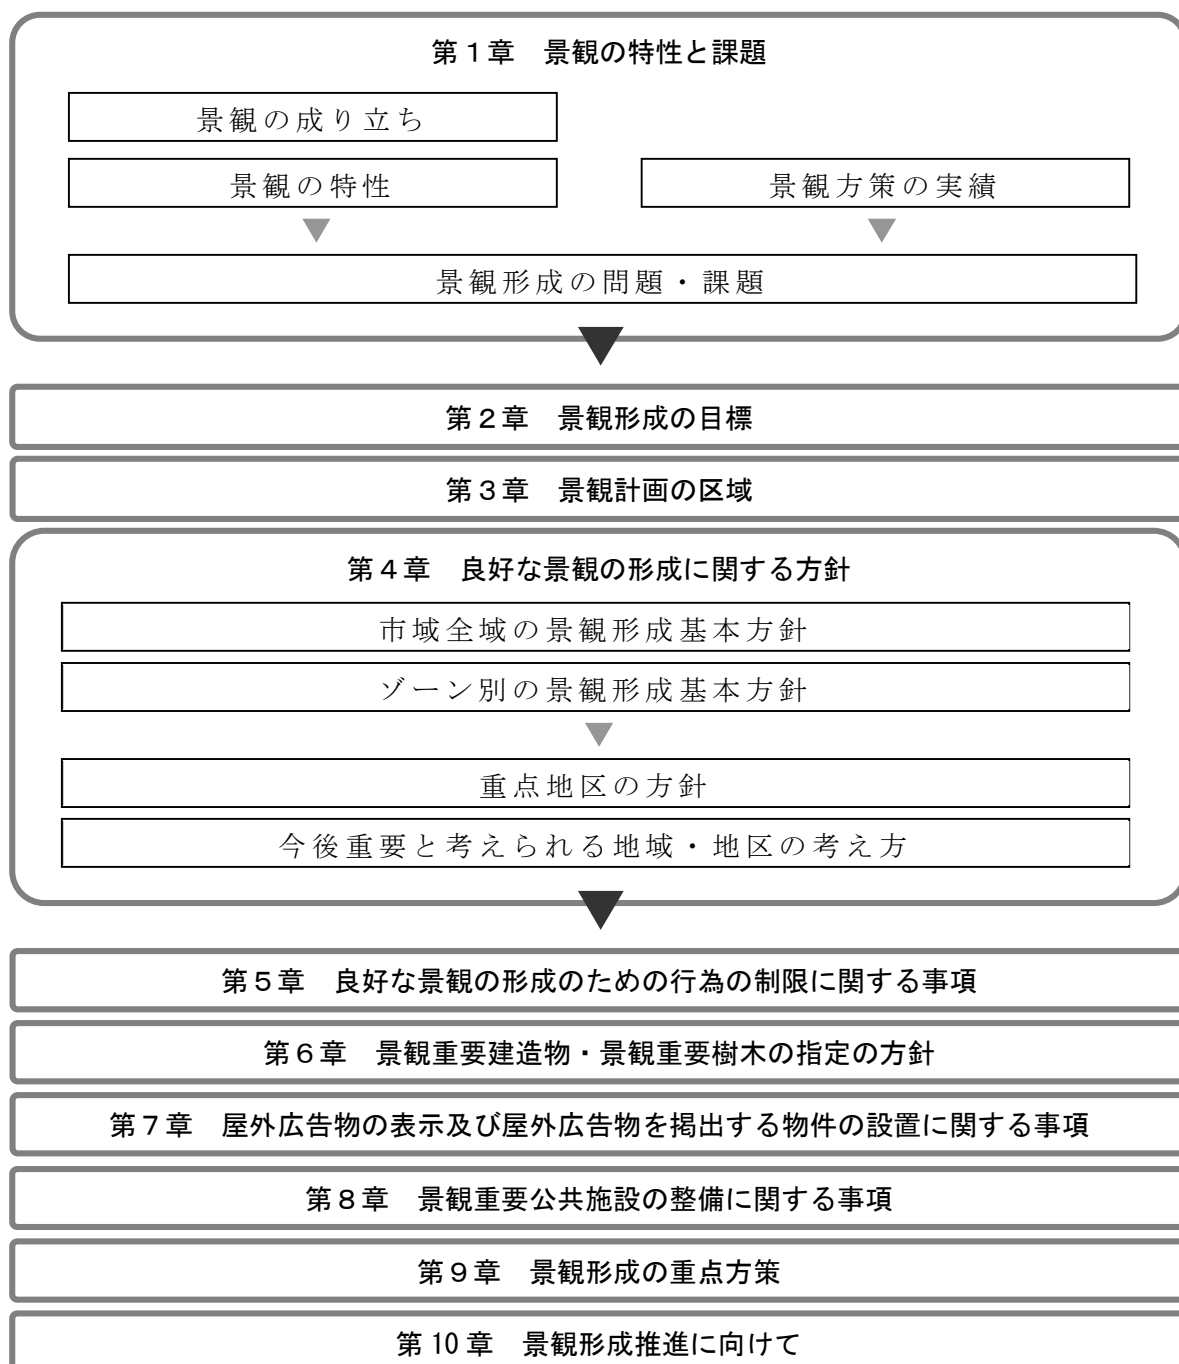 第1章　景観の特性と課題
景観の成り立ち
景観の特性
景観方策の実績
景観形成の問題・課題
第2章　景観形成の目標
第3章　景観計画の区域
第4章　良好な景観の形成に関する方針
市域全域の景観形成基本方針
ゾーン別の景観形成基本方針
重点地区の方針
今後重要と考えられる地域・地区の考え方
第5章　良好な景観の形成のための行為の制限に関する事項
第6章　景観重要建造物・景観重要樹木の指定の方針
第7章　屋外広告物の表示及び屋外広告物を掲出する物件の設置に関する事項
第8章　景観重要公共施設の整備に関する事項
第9章　景観形成の重点方策
第10章　景観形成推進に向けて